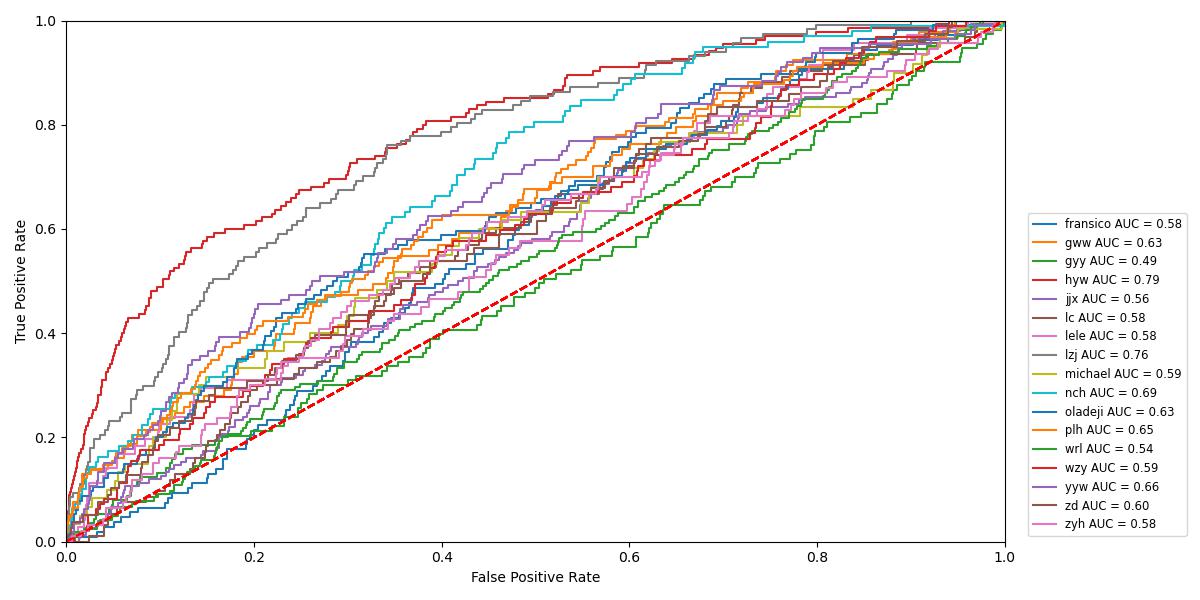 1.0
0.8
0.6
0.4
0.2
0.0
True Positive Rate
0.0 0.2 0.4 0.6 0.8 1.0
False Positive Rate
fransico AUC = 0.58
gww AUC = 0.63
gyy AUC = 0.49
hyw AUC = 0.79
jjx AUC = 0.56
lc AUC = 0.58
lele AUC = 0.58
lzj AUC = 0.76
michael AUC = 0.59
nch AUC = 0.69
oladeji AUC = 0.63
plh AUC = 0.65
wrl AUC = 0.54
wzy AUC = 0.59
yyw AUC = 0.66
zd AUC = 0.60
zyh AUC = 0.58